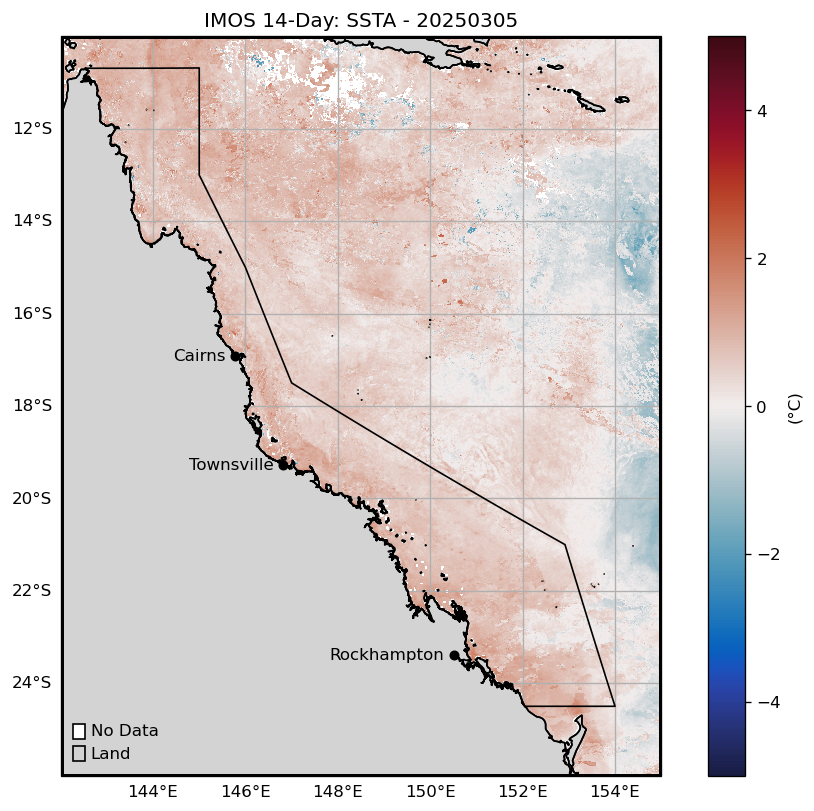 IMOS 14-Day: SSTA - 20250305
12°S
14°S
16°S
18°S
20°S
22°S
24°S
Cairns
Townsville
Rockhampton
No Data
Land
144°E
146°E
148°E
150°E
152°E
154°E
4
2
0
−2
−4
(°C)